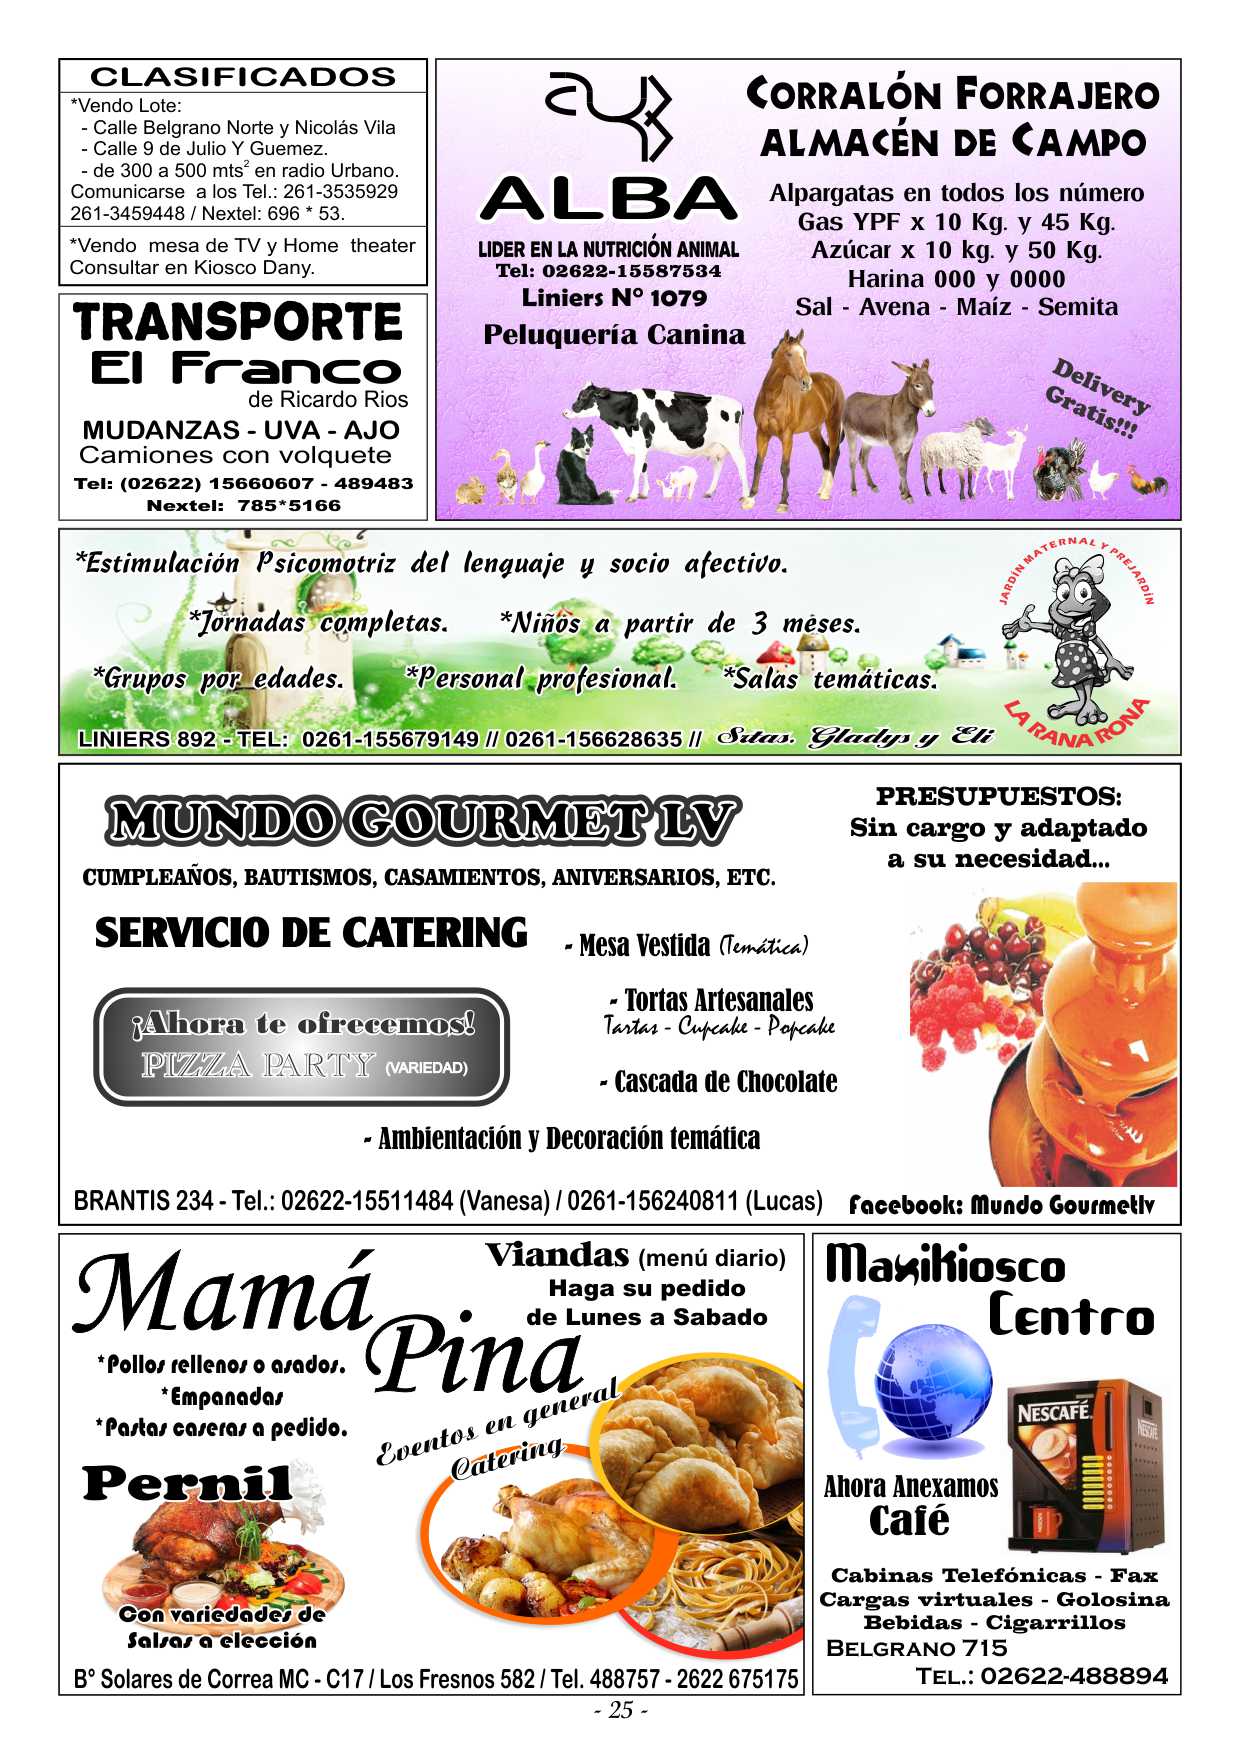 CLASIFICADOS
*Vendo Lote:
- Calle Belgrano Norte y Nicolás Vila
- Calle 9 de Julio Y Guemez.
- de 300 a 500 mts² en radio Urbano.
Comunicarse a los Tel.: 261-3535929
261-3459448 / Nextel: 696 * 53.
*Vendo mesa de TV y Home theater
Consultar en Kiosco Dany.
TRANSPORTE
El Franco
de Ricardo Rios
MUDANZAS - UVA - AJO
Camiones con volquete
Tel: (02622) 15660607 - 489483
Nextel: 785*5166
ALBA
LIDER EN LA NUTRICIÓN ANIMAL
Tel: 02622-15587534
Liniers N° 1079
Peluquería Canina
CORRALÓN FORRAJERO
ALMACÉN DE CAMPO
Alpargatas en todos los número
Gas YPF x 10 Kg. y 45 Kg.
Azúcar x 10 kg. y 50 Kg.
Harina 000 y 0000
Sal - Avena - Maíz - Semita
Delivery
Gratis!!!
*Estimulación Psicomotriz del lenguaje y socio afectivo.
*Jornadas completas. *Niños a partir de 3 meses.
*Grupos por edades. *Personal profesional. *Salas temáticas.
LINIERS 892 - TEL: 0261-155679149 // 0261-156628635 // Srtas. Gladys y Eli
JARDÍN MATERNAL Y PREJARDÍN
LA RANA RONA
MUNDO GOURMET LV
CUMPLEAÑOS, BAUTISMOS, CASAMIENTOS, ANIVERSARIOS, ETC.
PRESUPUESTOS:
Sin cargo y adaptado
a su necesidad...
SERVICIO DE CATERING
- Mesa Vestida (Temática)
- Tortas Artesanales
Tartas - Cupcake - Popcake
¡Ahora te ofrecemos!
PIZZA PARTY (VARIEDAD)
- Cascada de Chocolate
- Ambientación y Decoración temática
BRANTIS 234 - Tel.: 02622-15511484 (Vanesa) / 0261-156240811 (Lucas)
Facebook: Mundo Gourmetlv
Mamá
Pina
Viandas (menú diario)
Haga su pedido
de Lunes a Sabado
*Pollos rellenos o asados.
*Empanadas
*Pastas caseras a pedido.
Eventos en general
Catering
Pernil
Con variedades de
Salsas a elección
B° Solares de Correa MC - C17 / Los Fresnos 582 / Tel. 488757 - 2622 675175
Maxikiosco
Centro
NESCAFÉ
Ahora Anexamos
Café
Cabinas Telefónicas - Fax
Cargas virtuales - Golosina
Bebidas - Cigarrillos
BELGRANO 715
TEL.: 02622-488894
- 25 -